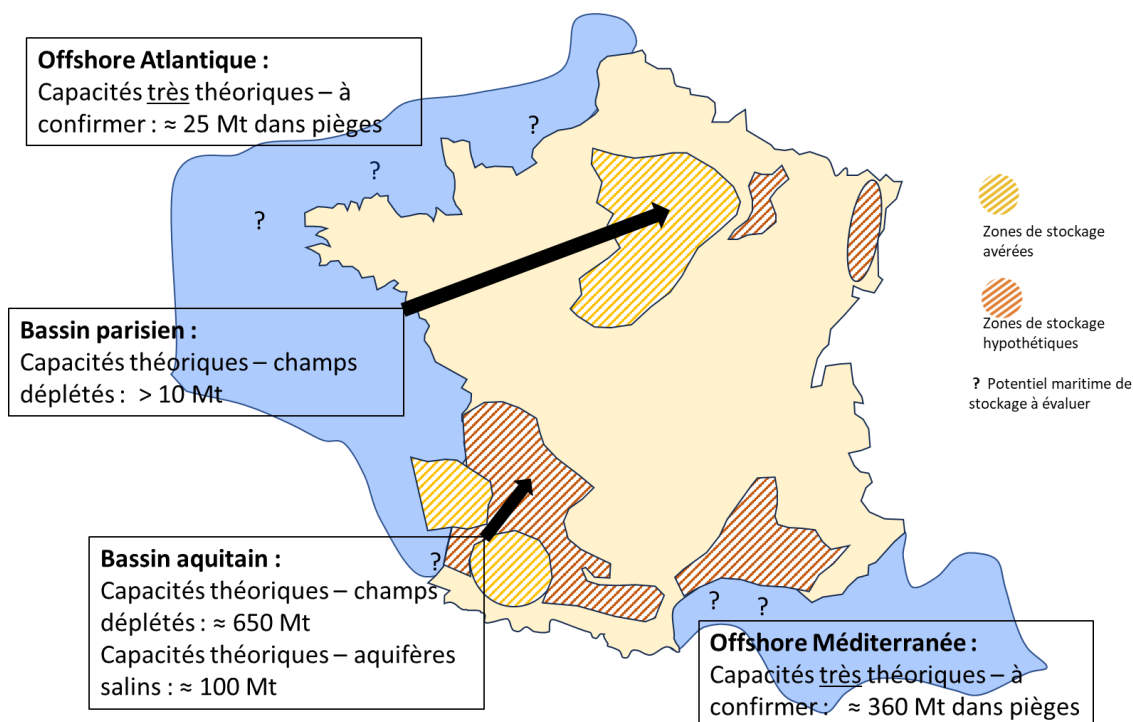 Offshore Atlantique :
Capacités très théoriques – à
confirmer : ≈ 25 Mt dans pièges
?
?
?
Zones de stockage
avérées
Bassin parisien :
Capacités théoriques – champs
déplétés : > 10 Mt
Zones de stockage
hypothétiques
? Potentiel maritime de
stockage à évaluer
Bassin aquitain :
Capacités théoriques – champs
déplétés : ≈ 650 Mt
Capacités théoriques – aquifères
salins : ≈ 100 Mt
?
?
?
Offshore Méditerranée :
Capacités très théoriques – à
confirmer : ≈ 360 Mt dans pièges